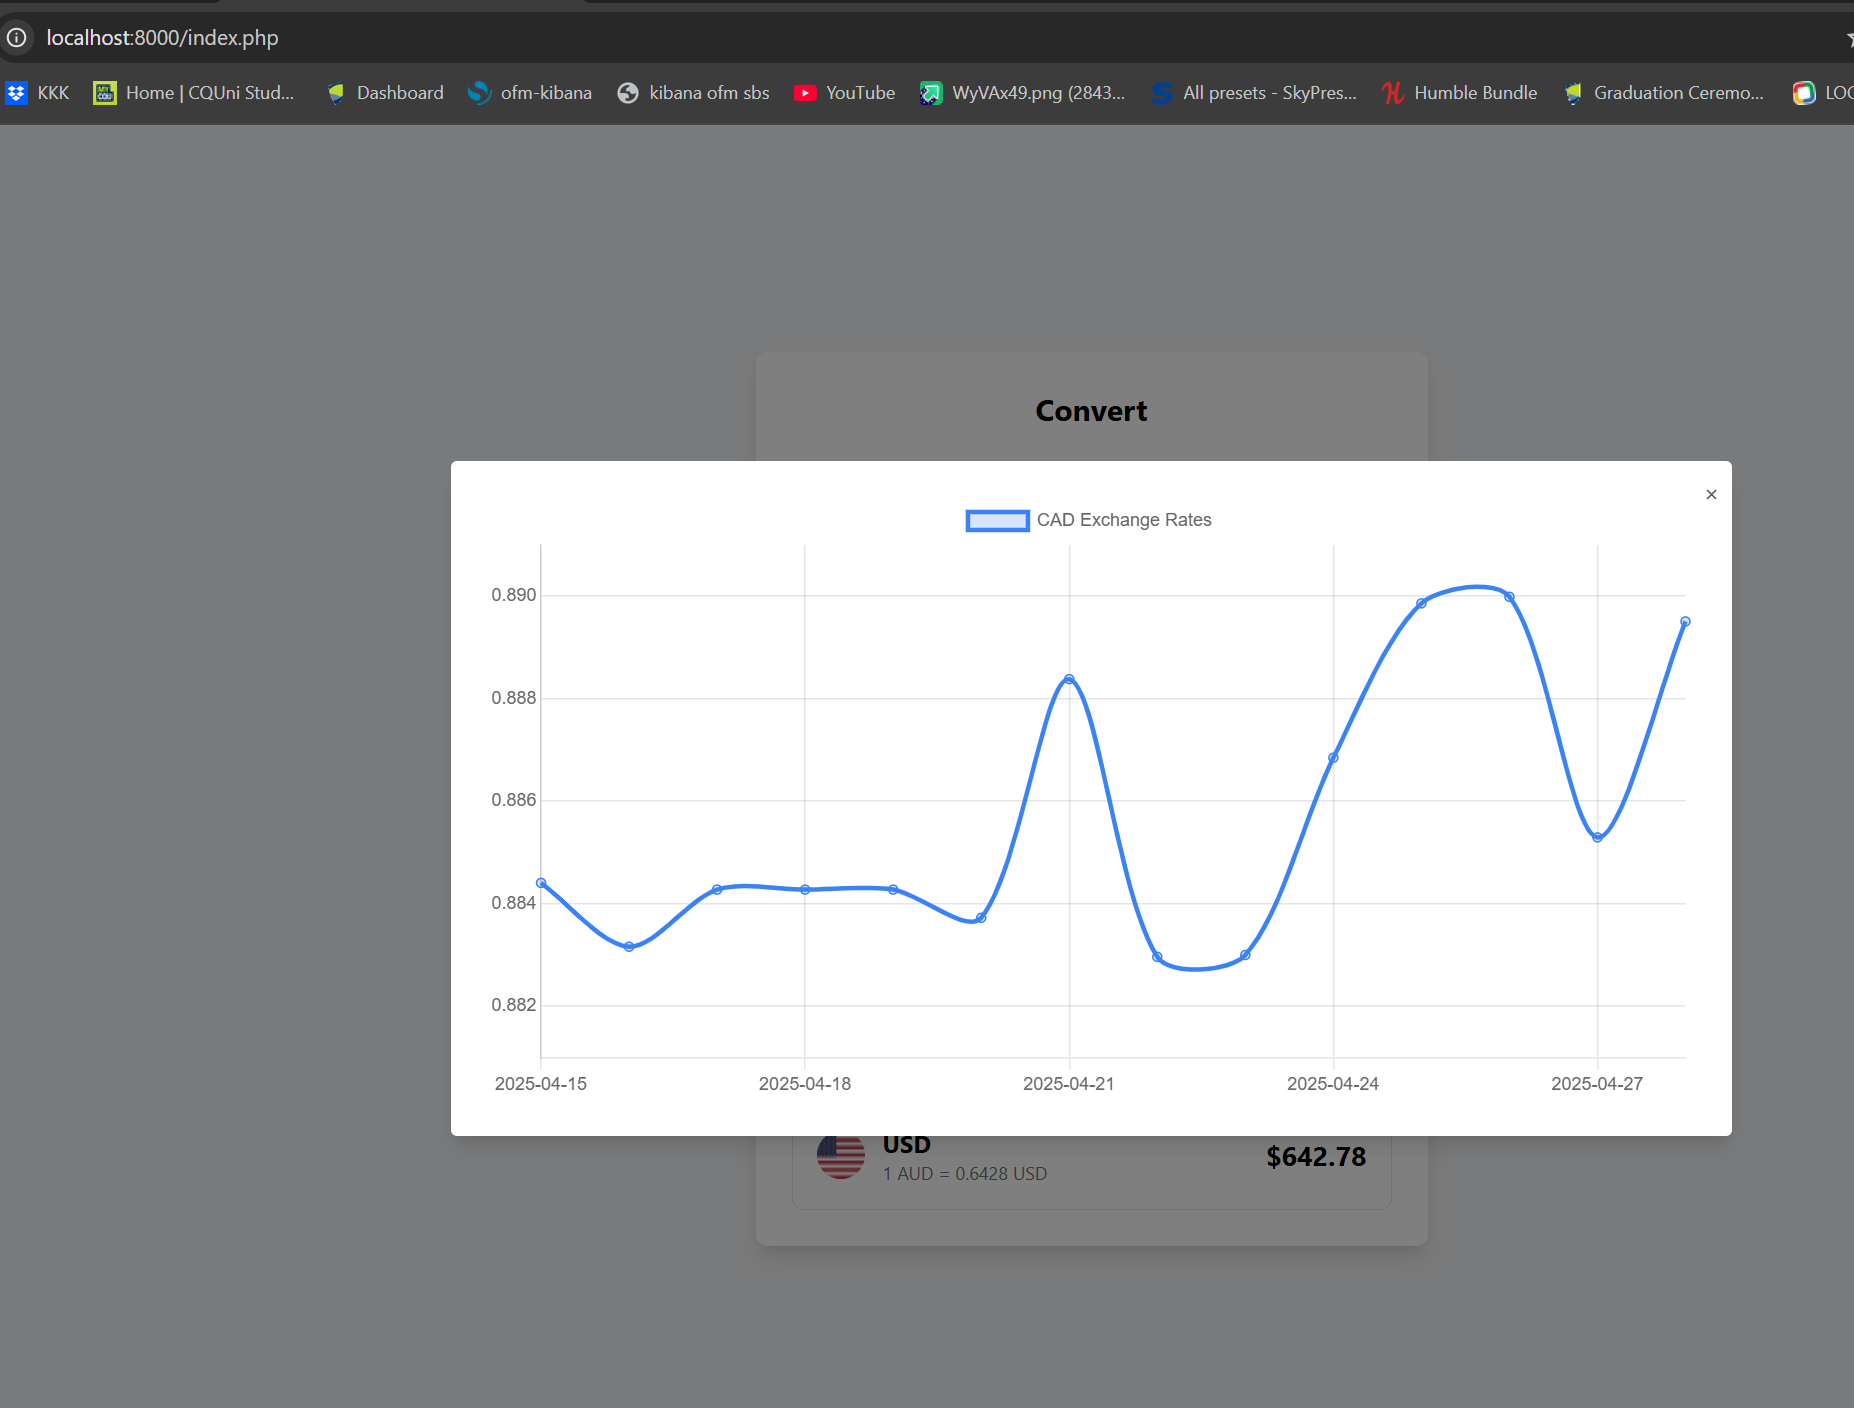 localhost:8000/index.php
KKK
Home | CQUni Stud...
Dashboard
ofm-kibana
kibana ofm sbs
YouTube
WyVAx49.png (2843...
All presets - SkyPres...
Humble Bundle
Graduation Ceremo...
Convert
×
CAD Exchange Rates
0.890
0.888
0.886
0.884
0.882
2025-04-15 2025-04-18 2025-04-21 2025-04-24 2025-04-27
USD
1 AUD = 0.6428 USD
$642.78